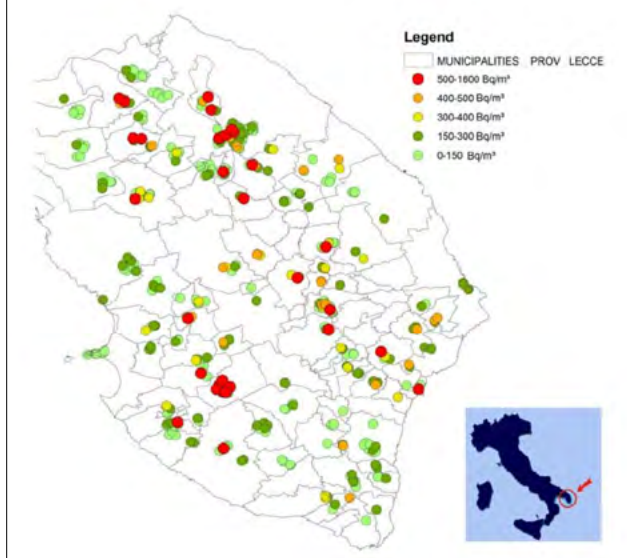 Legend
MUNICIPALITIES PROV LECCE
500-1600 Bq/m³
400-500 Bq/m³
300-400 Bq/m³
150-300 Bq/m³
0-150 Bq/m³